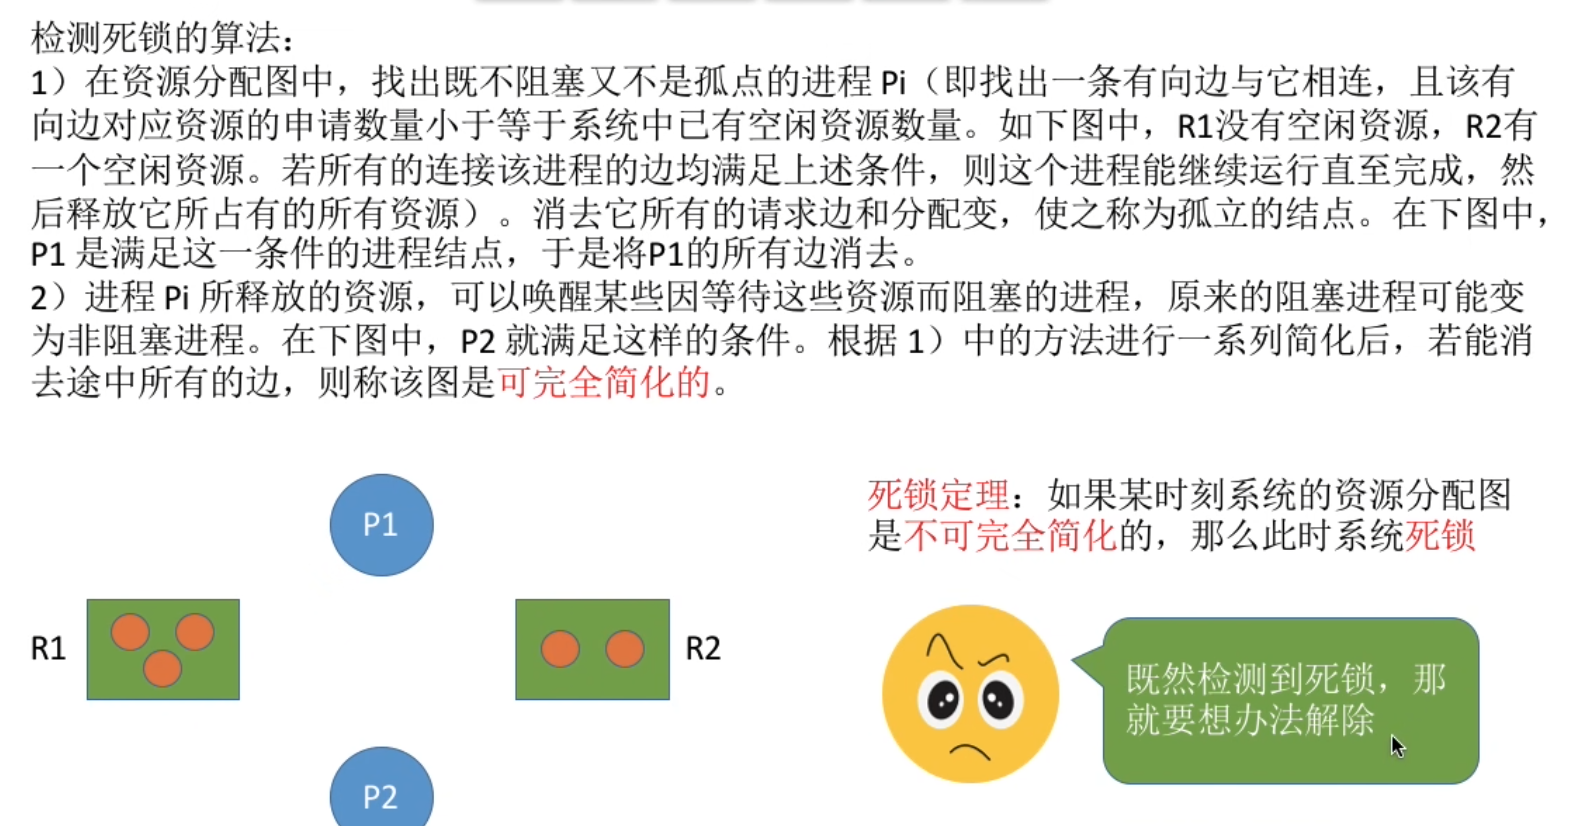 检测死锁的算法：
1）在资源分配图中，找出既不阻塞又不是孤点的进程 Pi（即找出一条有向边与它相连，且该有
向边对应资源的申请数量小于等于系统中已有空闲资源数量。如下图中，R1没有空闲资源，R2有
一个空闲资源。若所有的连接该进程的边均满足上述条件，则这个进程能继续运行直至完成，然
后释放它所占有的所有资源）。消去它所有的请求边和分配变，使之称为孤立的结点。在下图中，
P1 是满足这一条件的进程结点，于是将P1的所有边消去。
2）进程 Pi 所释放的资源，可以唤醒某些因等待这些资源而阻塞的进程，原来的阻塞进程可能变
为非阻塞进程。在下图中，P2 就满足这样的条件。根据 1）中的方法进行一系列简化后，若能消
去途中所有的边，则称该图是可完全简化的。
P1
R1
R2
P2
死锁定理：如果某时刻系统的资源分配图
是不可完全简化的，那么此时系统死锁
既然检测到死锁，那
就要想办法解除